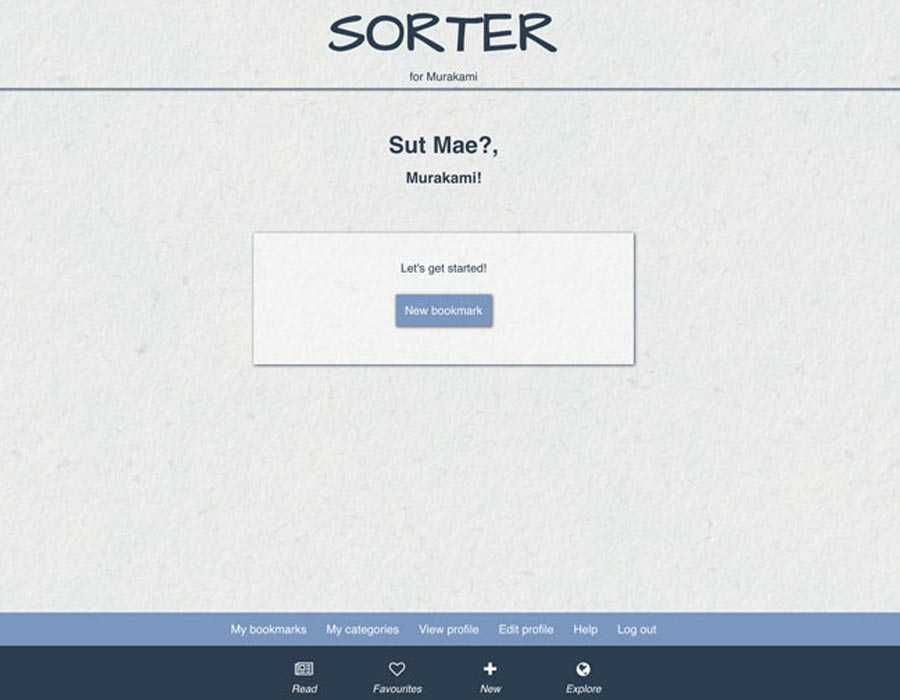 SORTER
for Murakami
Sut Mae?,
Murakami!
Let's get started!
New bookmark
My bookmarks My categories View profile Edit profile Help Log out
Read Favourites New Explore